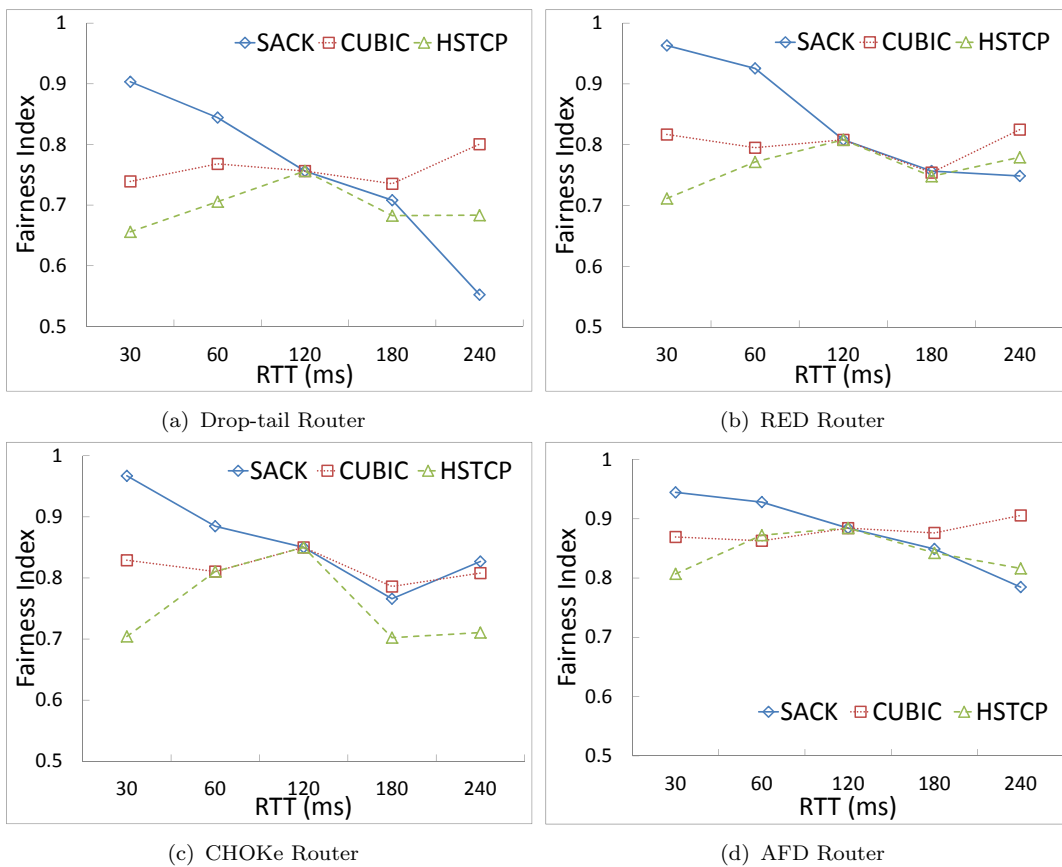 SACK CUBIC HSTCP
1
0.9
0.8
0.7
0.6
0.5
Fairness Index
30 60 120 180 240
RTT (ms)
(a) Drop-tail Router
SACK CUBIC HSTCP
1
0.9
0.8
0.7
0.6
0.5
Fairness Index
30 60 120 180 240
RTT (ms)
(b) RED Router
SACK CUBIC HSTCP
1
0.9
0.8
0.7
0.6
0.5
Fairness Index
30 60 120 180 240
RTT (ms)
(c) CHOKe Router
1
0.9
0.8
0.7
0.6
0.5
Fairness Index
SACK CUBIC HSTCP
30 60 120 180 240
RTT (ms)
(d) AFD Router